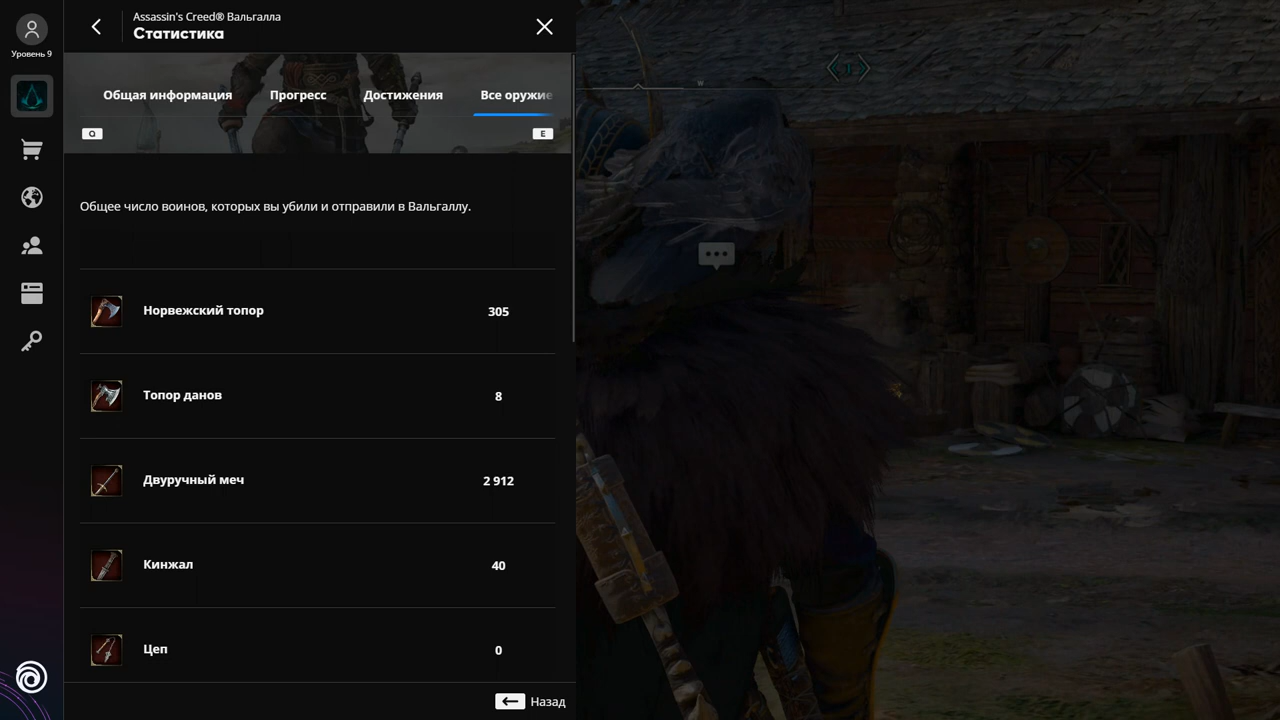 Assassin's Creed® Вальгалла
Статистика
Уровень 9
Общая информация Прогресс Достижения Все оружие
Q E
Общее число воинов, которых вы убили и отправили в Вальгаллу.
Норвежский топор 305
Топор данов 8
Двуручный меч 2 912
Кинжал 40
Цеп 0
Назад
W